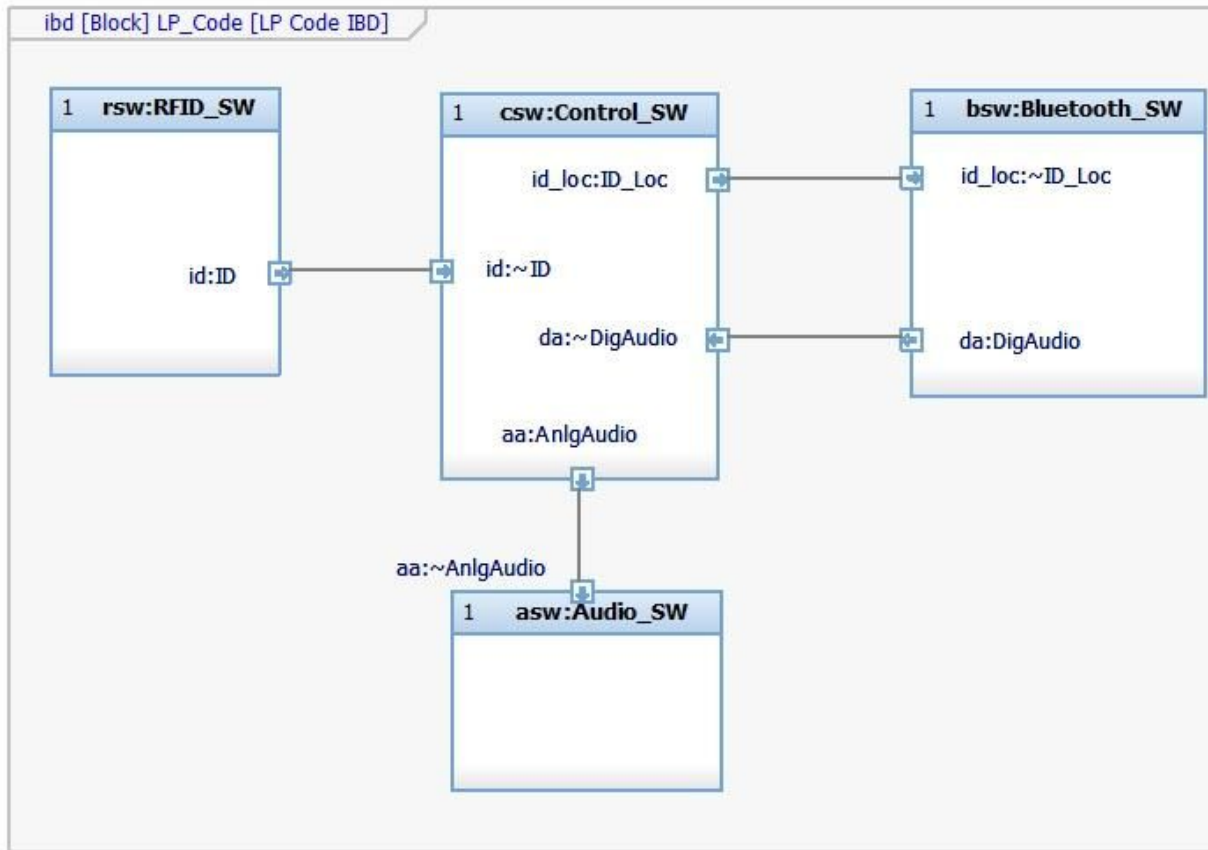 ibd [Block] LP_Code [LP Code IBD]
1 rsw:RFID_SW
id:ID
1 csw:Control_SW
id_loc:ID_Loc
id:~ID
da:~DigAudio
aa:AnlgAudio
1 bsw:Bluetooth_SW
id_loc:~ID_Loc
da:DigAudio
aa:~AnlgAudio
1 asw:Audio_SW